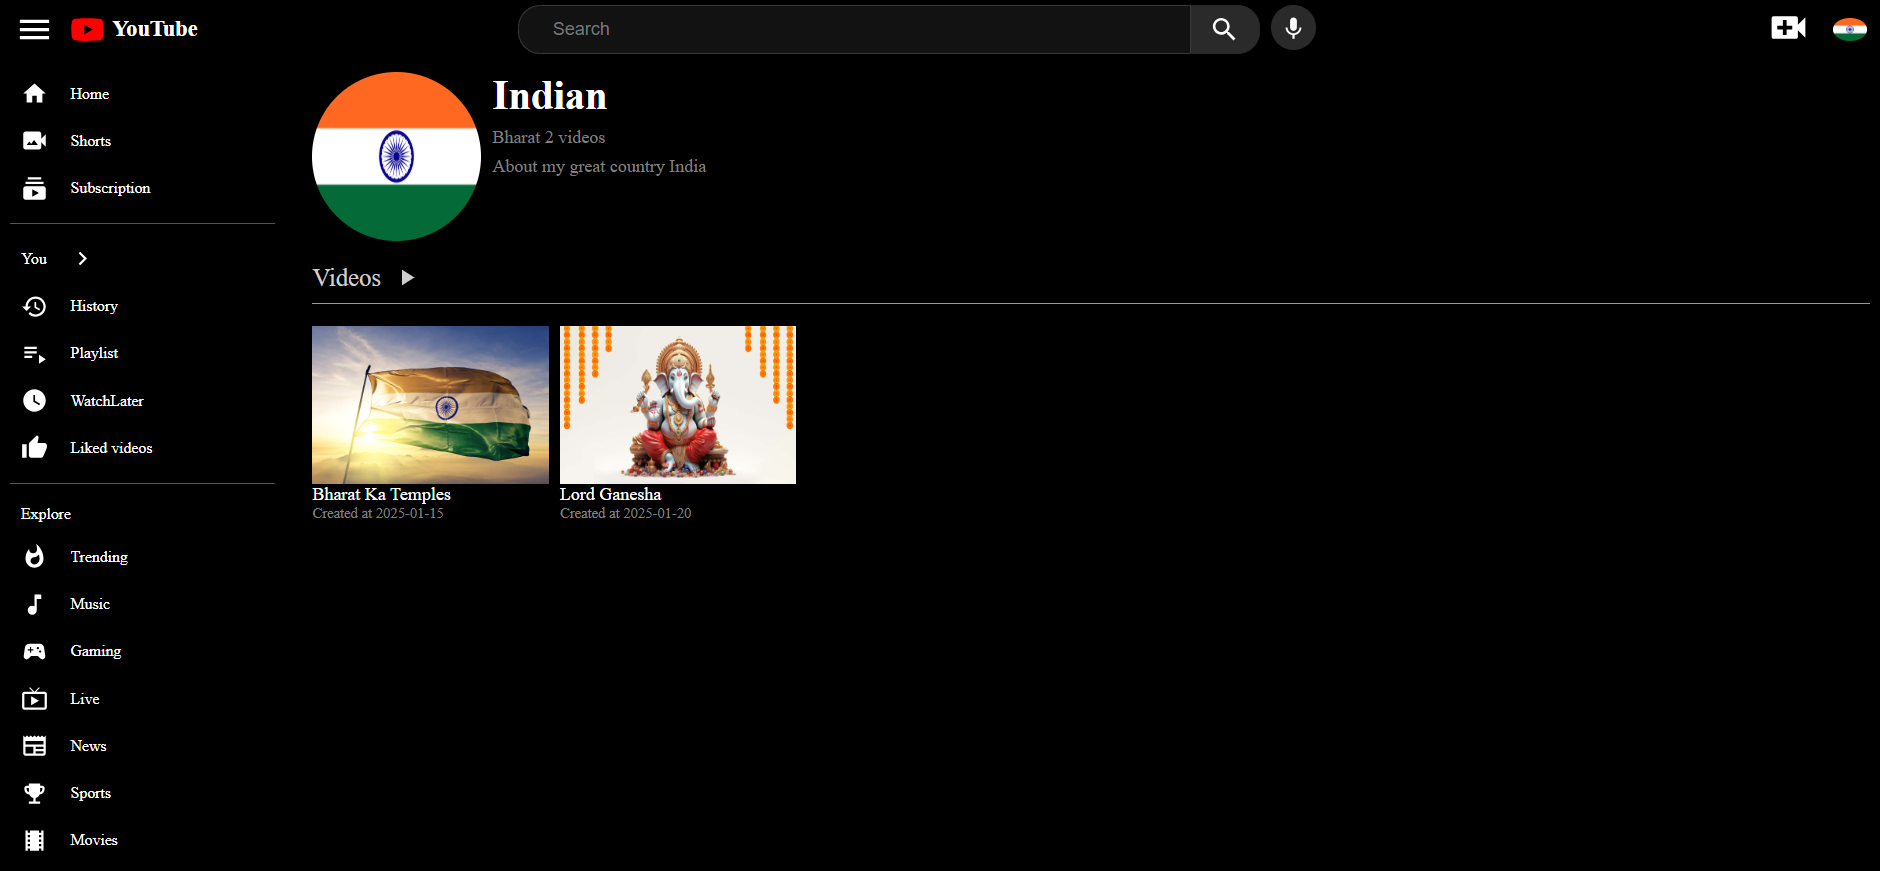 YouTube
Search
Home
Shorts
Subscription
You
History
Playlist
WatchLater
Liked videos
Explore
Trending
Music
Gaming
Live
News
Sports
Movies
Indian
Bharat 2 videos
About my great country India
Videos
Bharat Ka Temples
Created at 2025-01-15
Lord Ganesha
Created at 2025-01-20